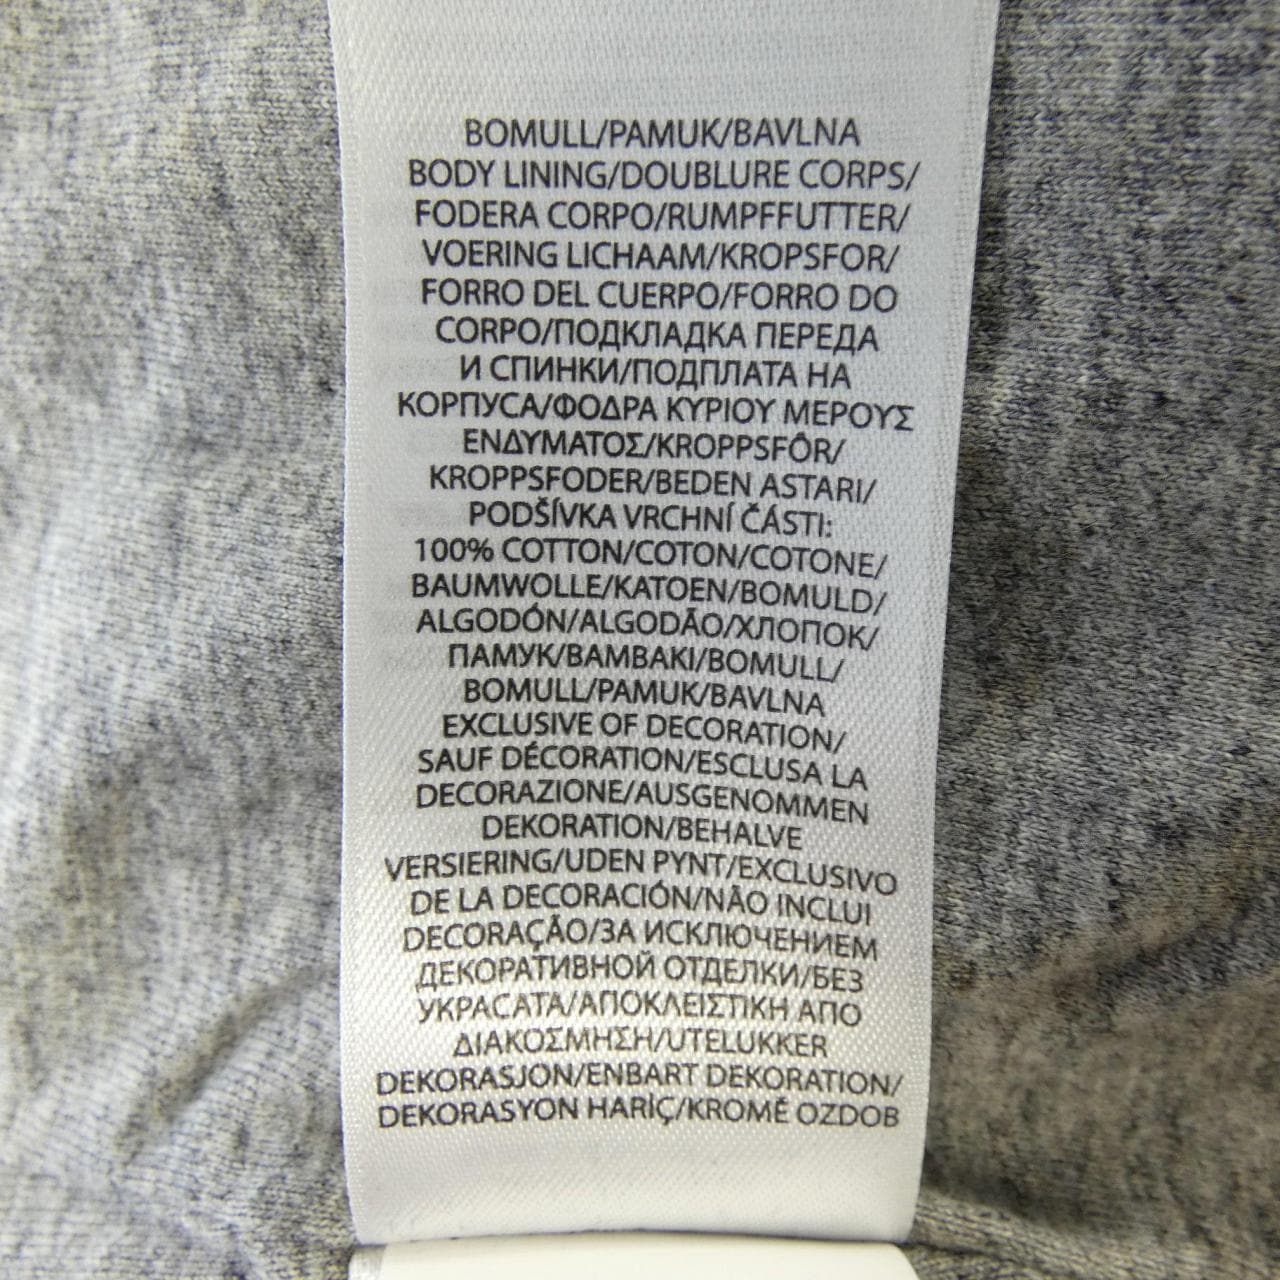 BOMULL/PAMUK/BAVLNA
BODY LINING/DOUBLURE CORPS/
FODERA CORPO/RUMPFFUTTER/
VOERING LICHAAM/KROPSFOR/
FORRO DEL CUERPO/FORRO DO
CORPO/ПОДКЛАДКА ПЕРЕДА
И СПИНКИ/ПОДПЛАТА НА
КОРПУСА/ΦΟΔΡΑ ΚΥΡΙΟΥ ΜΕΡΟΥΣ
ΕΝΔΥΜΑΤΟΣ/KROPPSFÔR/
KROPPSFODER/BEDEN ASTARI/
PODŠÍVKA VRCHNÍ ČÁSTI:
100% COTTON/COTON/COTONE/
BAUMWOLLE/KATOEN/BOMULD/
ALGODÓN/ALGODÃO/ХЛОПОК/
ПАМУК/ΒΑΜΒΑΚΙ/BOMULL/
BOMULL/PAMUK/BAVLNA
EXCLUSIVE OF DECORATION/
SAUF DÉCORATION/ESCLUSA LA
DECORAZIONE/AUSGENOMMEN
DEKORATION/BEHALVE
VERSIERING/UDEN PYNT/EXCLUSIVO
DE LA DECORACIÓN/NÃO INCLUI
DECORAÇÃO/ЗА ИСКЛЮЧЕНИЕМ
ДЕКОРАТИВНОЙ ОТДЕЛКИ/БЕЗ
УКРАСАТА/ΑΠΟΚΛΕΙΣΤΙΚΗ ΑΠΟ
ΔΙΑΚΟΣΜΗΣΗ/UTELUKKER
DEKORASJON/ENBART DEKORATION/
DEKORASYON HARİÇ/KROMĚ OZDOB